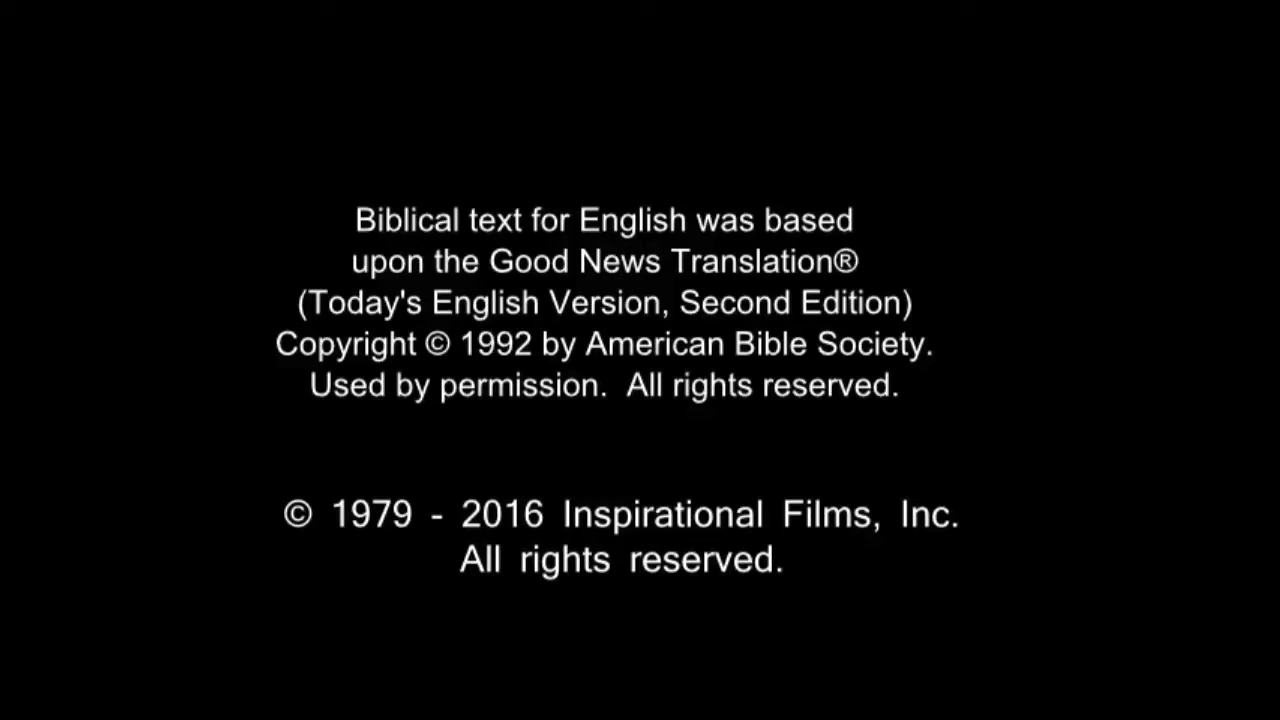 Biblical text for English was based
upon the Good News Translation®
(Today's English Version, Second Edition)
Copyright © 1992 by American Bible Society.
Used by permission.  All rights reserved.
© 1979 - 2016 Inspirational Films, Inc.
All rights reserved.